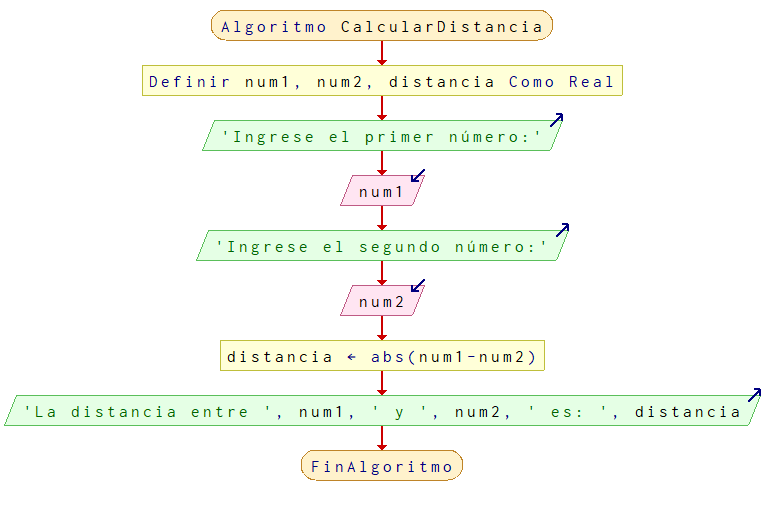 Algoritmo CalcularDistancia
Definir num1, num2, distancia Como Real
'Ingrese el primer número:'
num1
'Ingrese el segundo número:'
num2
distancia ← abs(num1-num2)
'La distancia entre ', num1, ' y ', num2, ' es: ', distancia
FinAlgoritmo